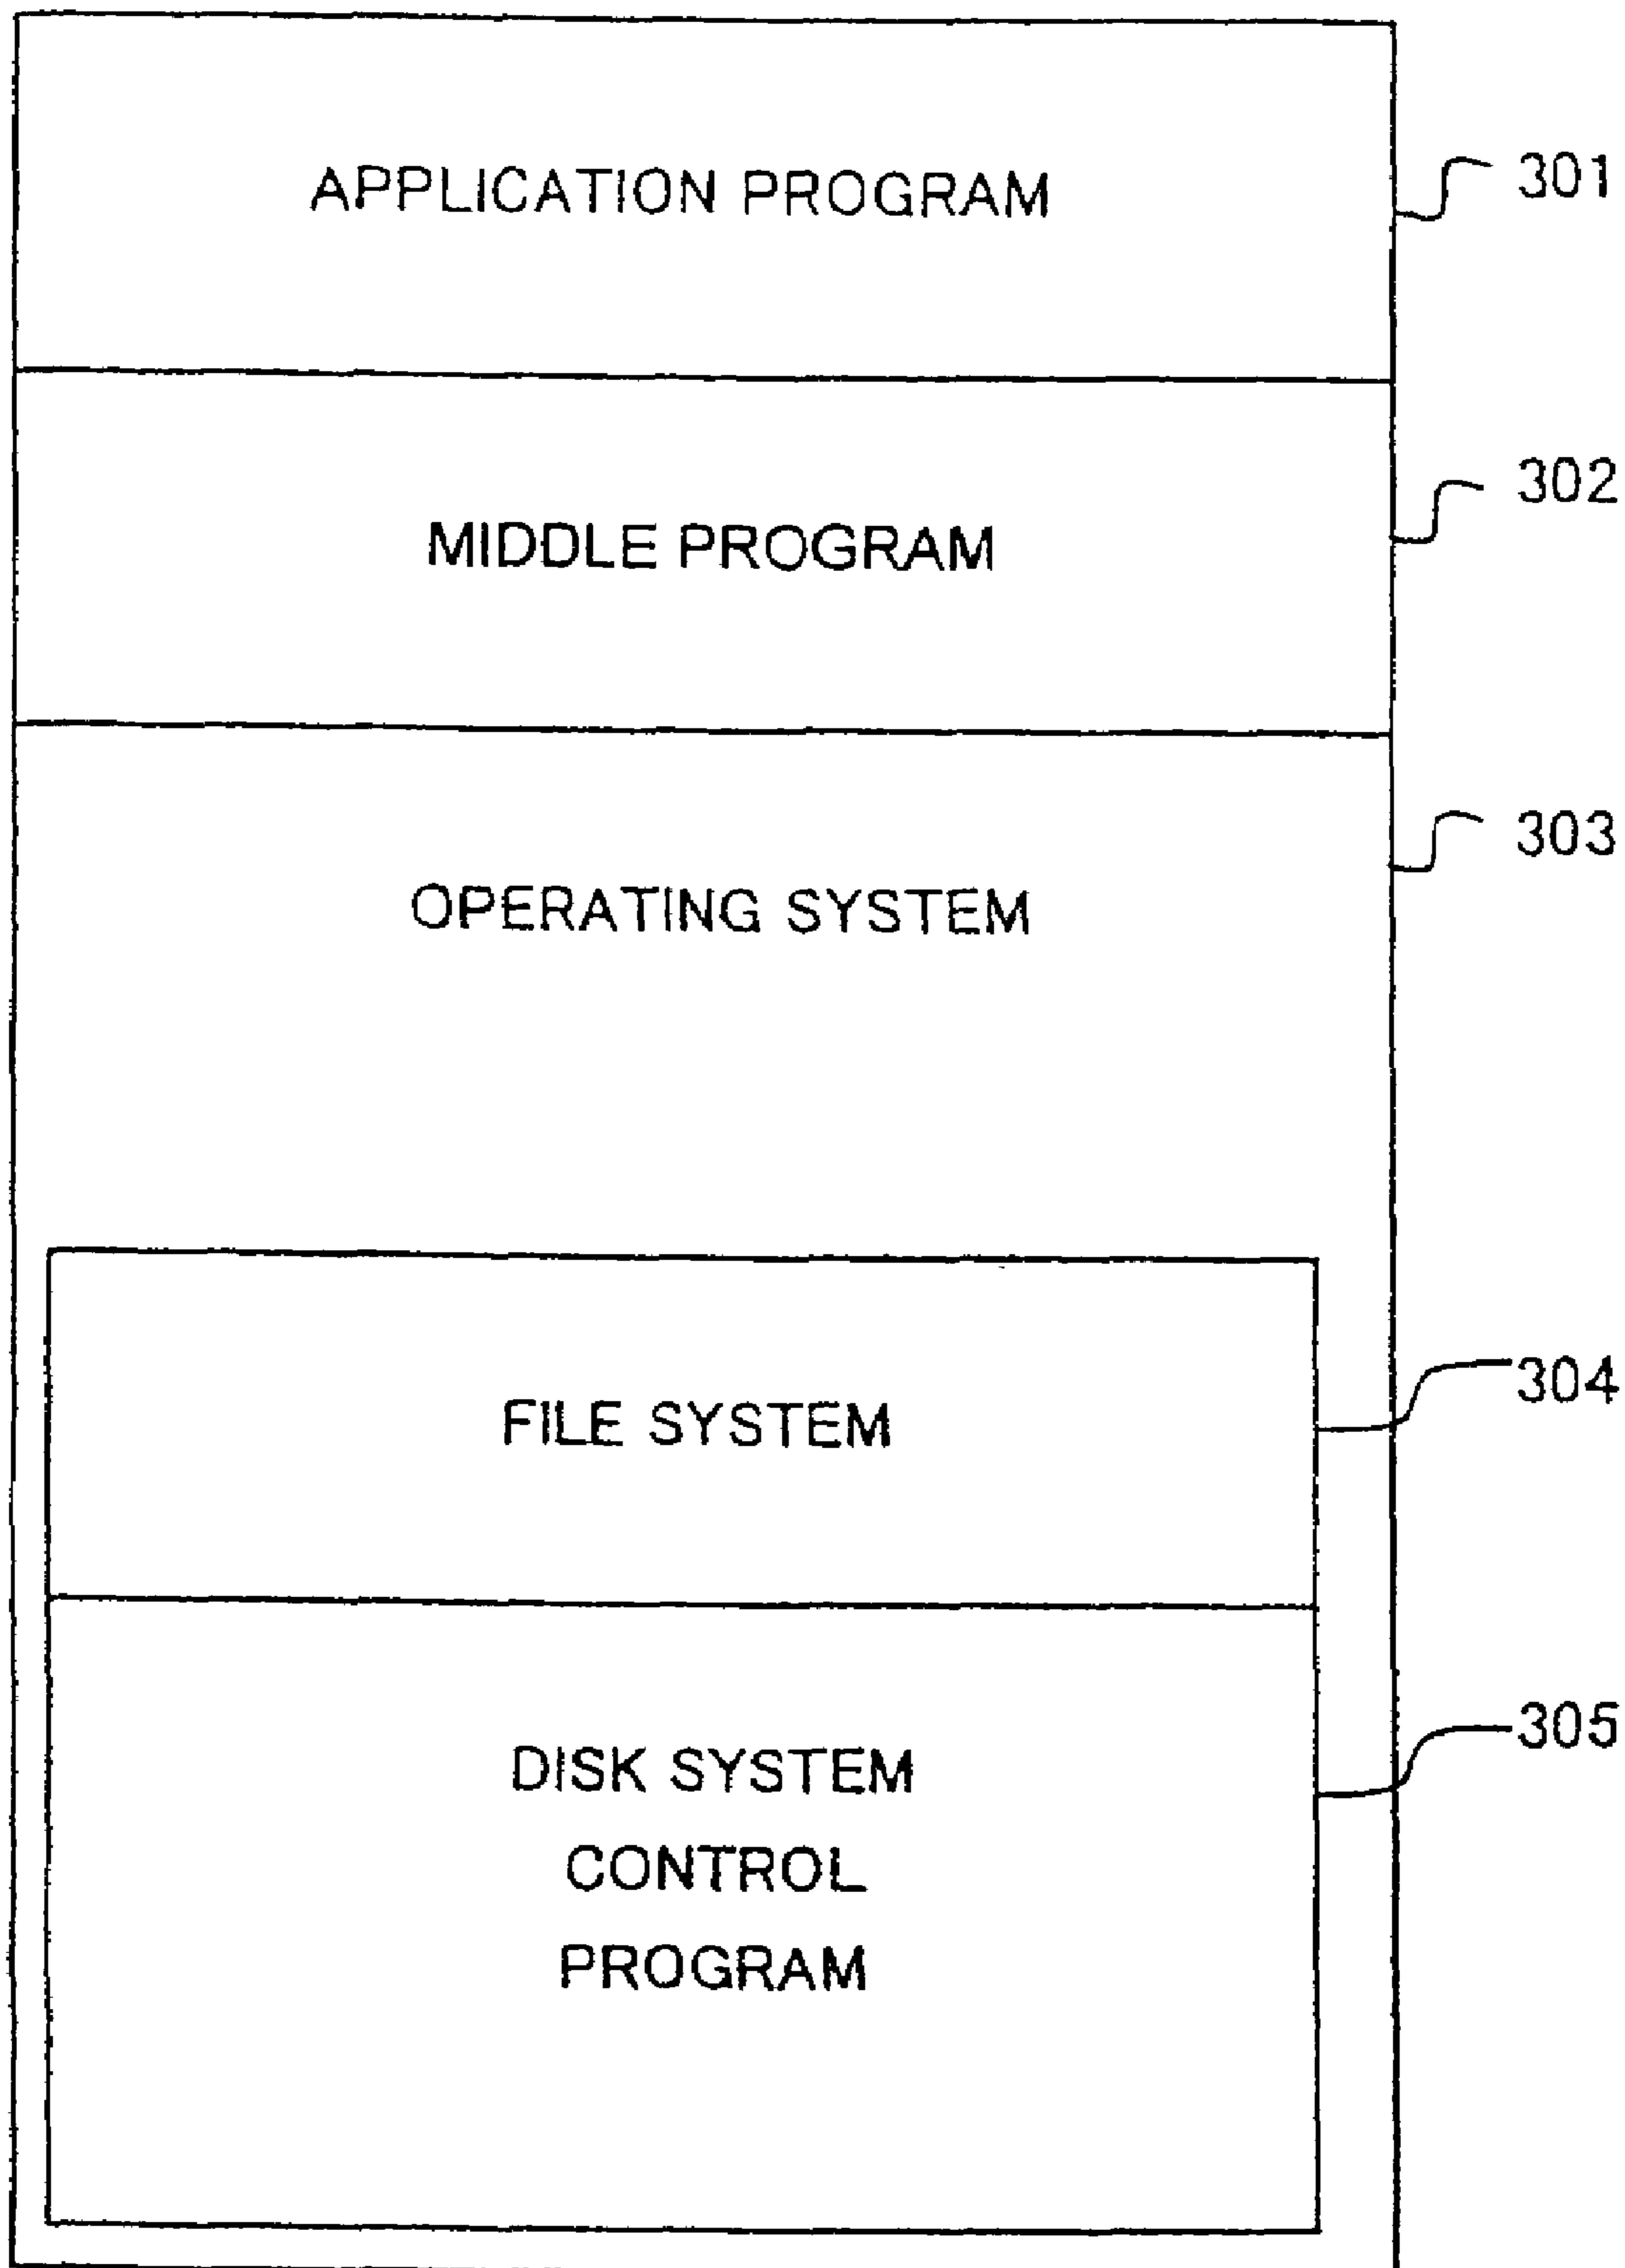 APPLICATION PROGRAM
301
MIDDLE PROGRAM
302
OPERATING SYSTEM
303
FILE SYSTEM
304
DISK SYSTEM
CONTROL
PROGRAM
305